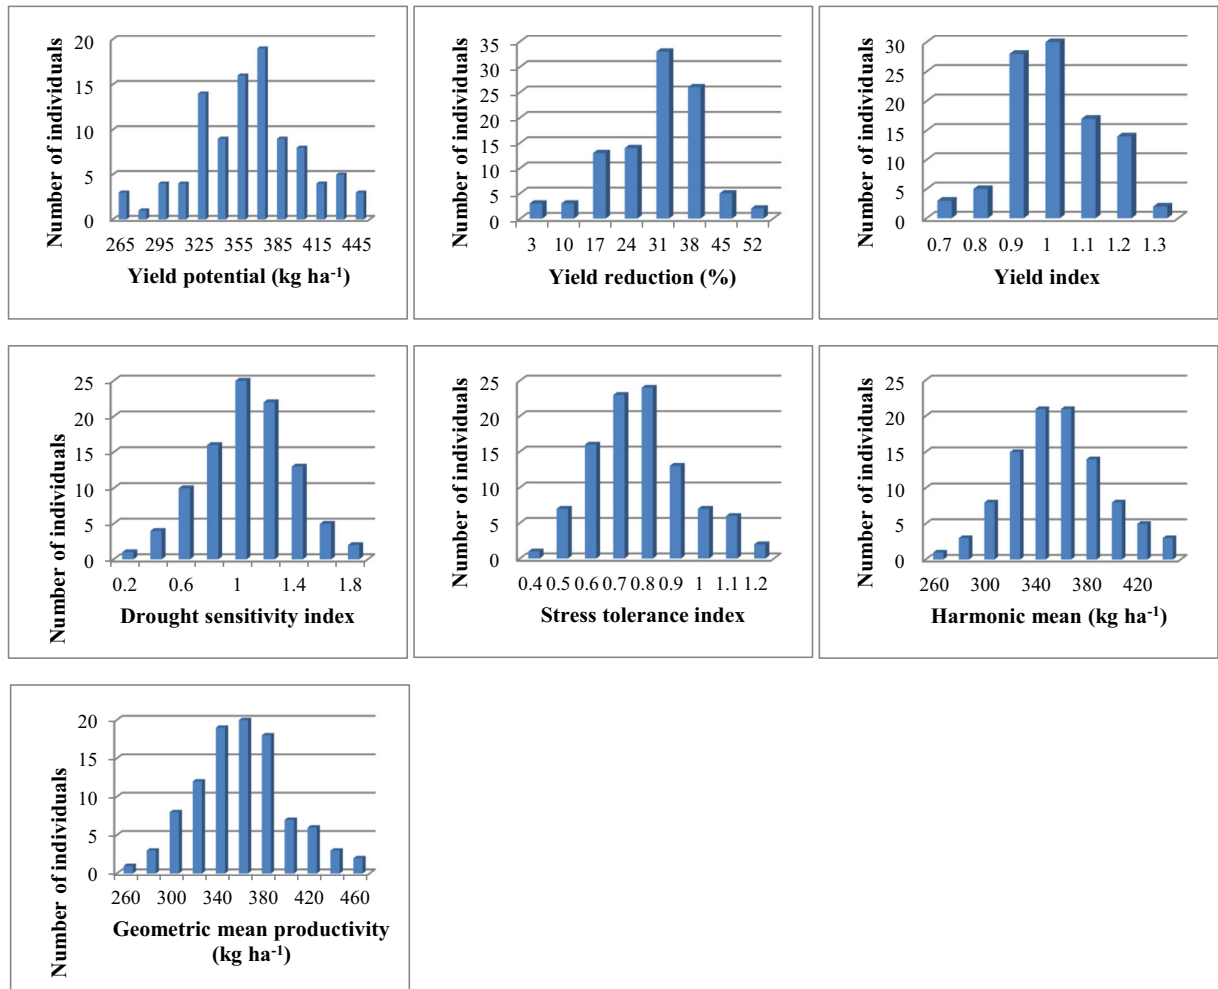 Number of individuals
20
15
10
5
0
265 295 325 355 385 415 445
Yield potential (kg ha-1)
Number of individuals
35
30
25
20
15
10
5
0
3 10 17 24 31 38 45 52
Yield reduction (%)
Number of individuals
30
25
20
15
10
5
0
0.7 0.8 0.9 1 1.1 1.2 1.3
Yield index
Number of individuals
25
20
15
10
5
0
0.2 0.6 1 1.4 1.8
Drought sensitivity index
Number of individuals
25
20
15
10
5
0
0.4 0.5 0.6 0.7 0.8 0.9 1 1.1 1.2
Stress tolerance index
Number of individuals
25
20
15
10
5
0
260 300 340 380 420
Harmonic mean (kg ha-1)
Number of individuals
20
15
10
5
0
260 300 340 380 420 460
Geometric mean productivity
(kg ha-1)